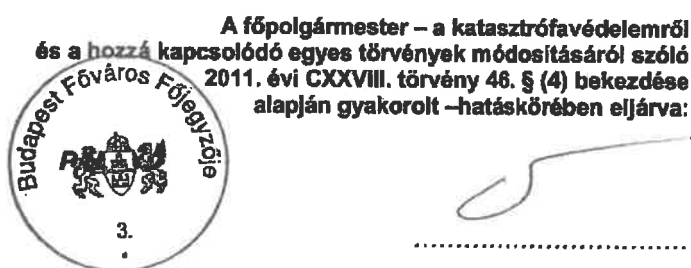 A főpolgármester – a katasztrófavédelemről
és a hozzá kapcsolódó egyes törvények módosításáról szóló
2011. évi CXXVIII. törvény 46. § (4) bekezdése
alapján gyakorolt –hatáskörében eljárva:
Budapest Főváros Főjegyzője
3.